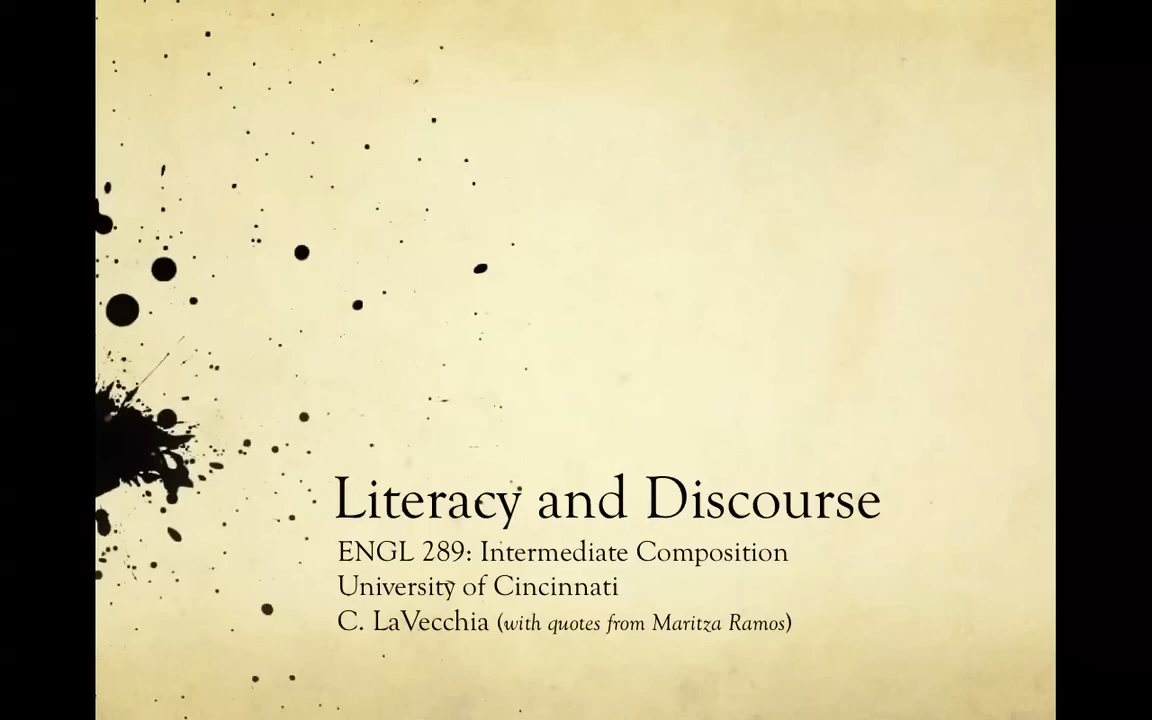 Literacy and Discourse
ENGL 289: Intermediate Composition
University of Cincinnati
C. LaVecchia (with quotes from Maritza Ramos)